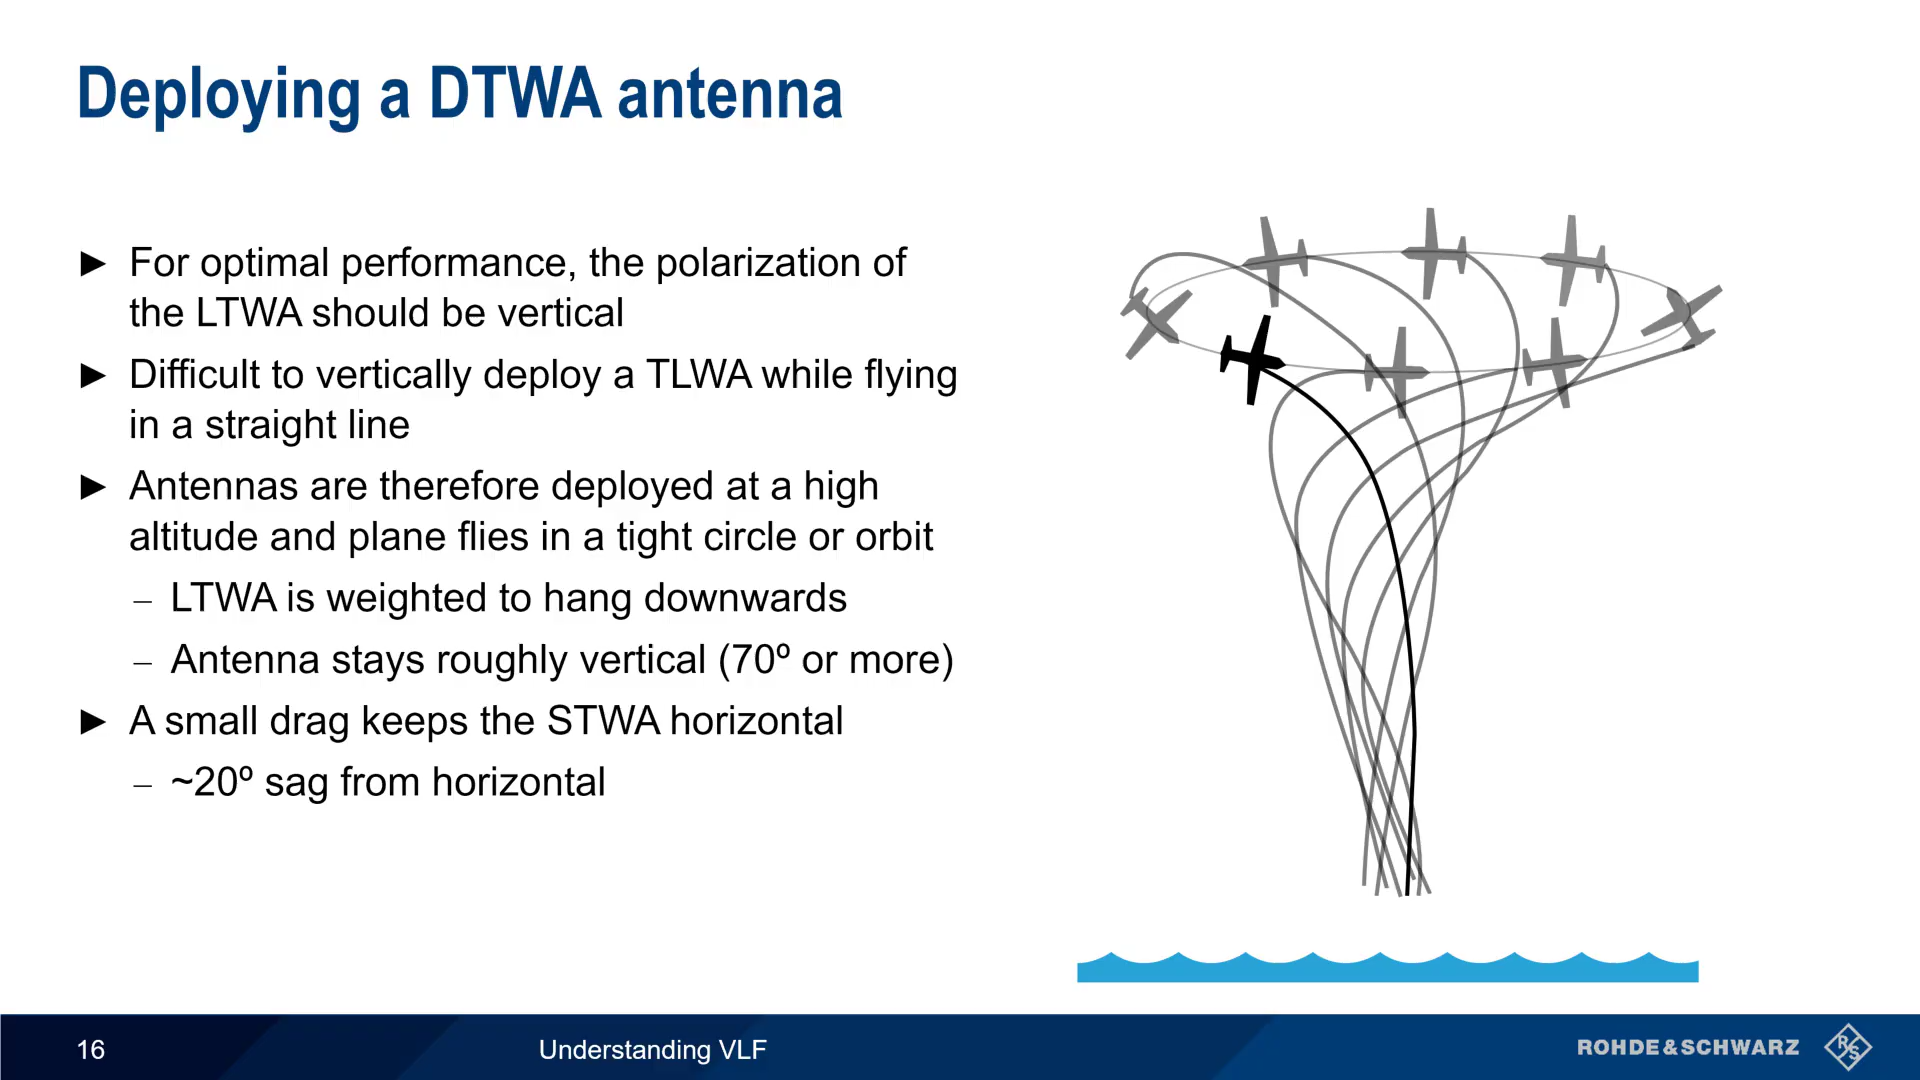 Deploying a DTWA antenna
► For optimal performance, the polarization of
the LTWA should be vertical
► Difficult to vertically deploy a TLWA while flying
in a straight line
► Antennas are therefore deployed at a high
altitude and plane flies in a tight circle or orbit
– LTWA is weighted to hang downwards
– Antenna stays roughly vertical (70º or more)
► A small drag keeps the STWA horizontal
– ~20º sag from horizontal
16
Understanding VLF
ROHDE&SCHWARZ
R&S